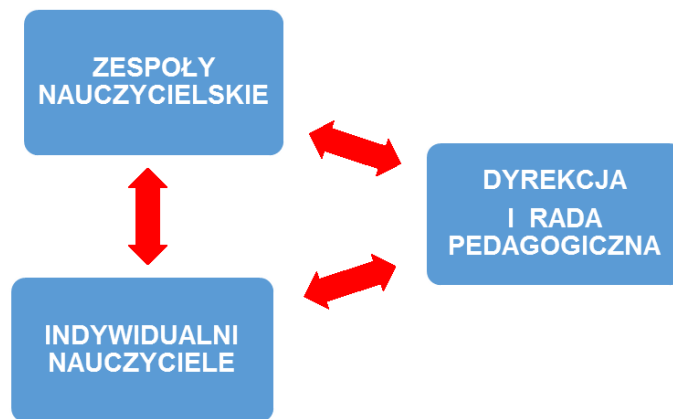 ZESPOŁY
NAUCZYCIELSKIE
DYREKCJA
I RADA
PEDAGOGICZNA
INDYWIDUALNI
NAUCZYCIELE